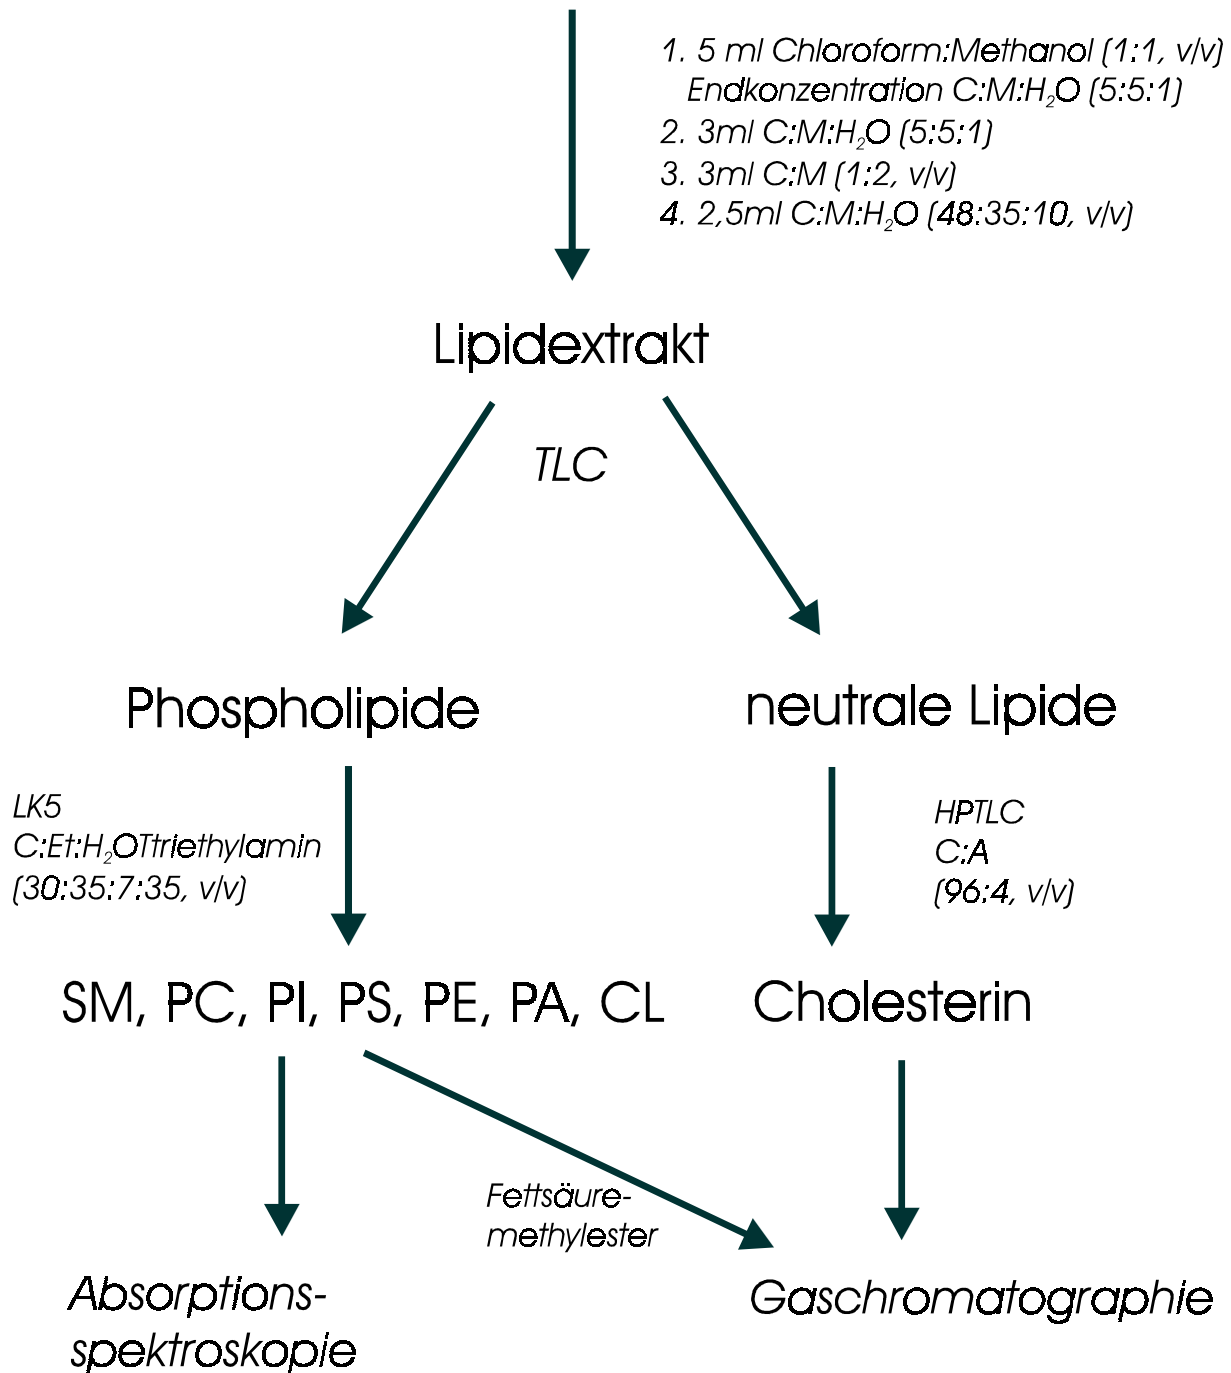 1. 5 ml Chloroform:Methanol (1:1, v/v)
Endkonzentration C:M:H₂O (5:5:1)
2. 3ml C:M:H₂O (5:5:1)
3. 3ml C:M (1:2, v/v)
4. 2,5ml C:M:H₂O (48:35:10, v/v)
Lipidextrakt
TLC
Phospholipide
neutrale Lipide
LK5
C:Et:H₂OTtriethylamin
(30:35:7:35, v/v)
HPTLC
C:A
(96:4, v/v)
SM, PC, PI, PS, PE, PA, CL
Cholesterin
Fettsäure-
methylester
Absorptions-
spektroskopie
Gaschromatographie